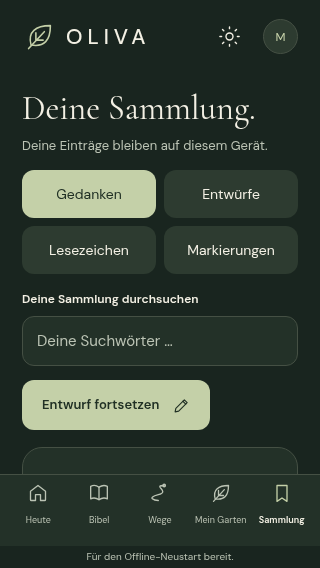 OLIVA
M
Deine Sammlung.
Deine Einträge bleiben auf diesem Gerät.
Gedanken
Entwürfe
Lesezeichen
Markierungen
Deine Sammlung durchsuchen
Deine Suchwörter ...
Entwurf fortsetzen
Heute
Bibel
Wege
Mein Garten
Sammlung
Für den Offline-Neustart bereit.